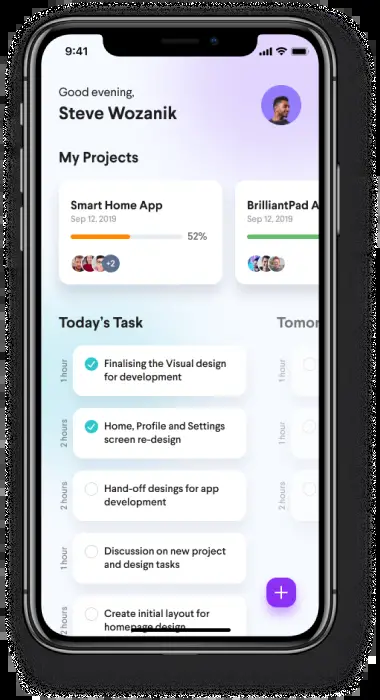 9:41
Good evening,
Steve Wozanik
My Projects
Smart Home App
Sep 12, 2019
52%
+2
BrilliantPad A
Sep 12, 2019
Today's Task
Tomor
1 hour
Finalising the Visual design
for development
1 hour
2 hours
Home, Profile and Settings
screen re-design
1 hour
2 hours
Hand-off desings for app
development
2 hours
1 hour
Discussion on new project
and design tasks
2 hours
Create initial layout for
homepage design